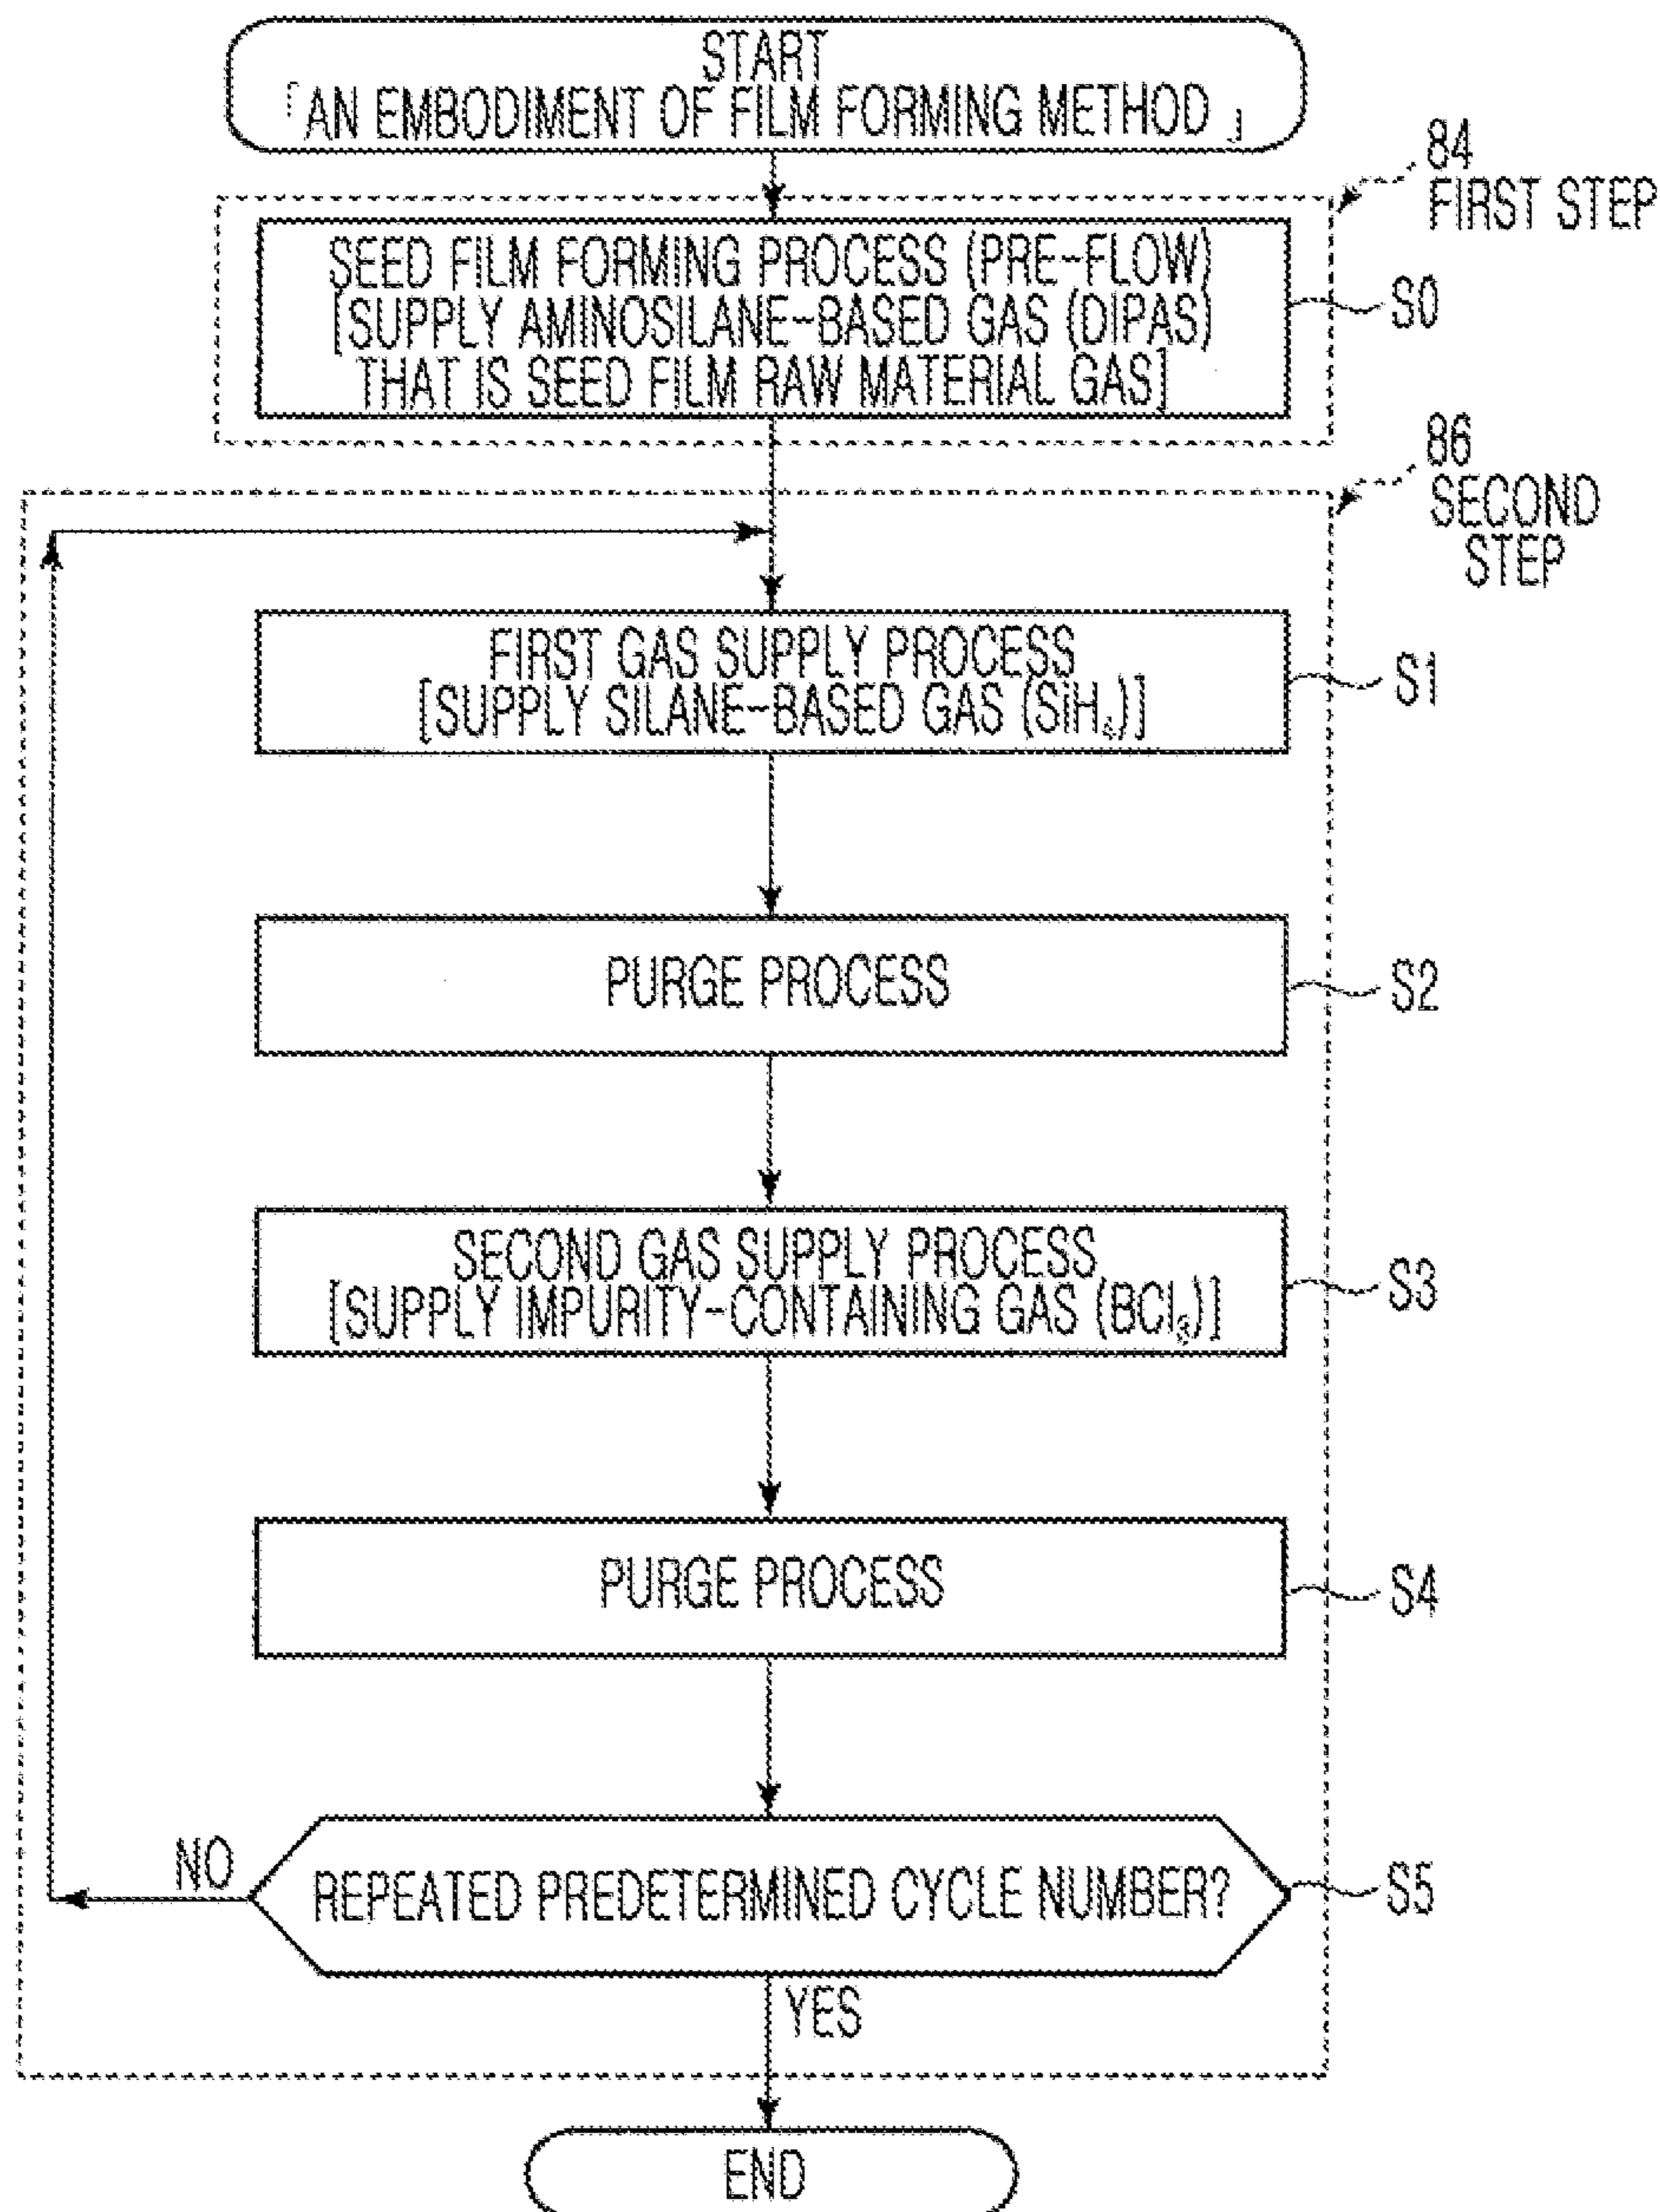 START
「AN EMBODIMENT OF FILM FORMING METHOD」
84
FIRST STEP
SEED FILM FORMING PROCESS (PRE-FLOW)
[SUPPLY AMINOSILANE-BASED GAS (DIPAS)
THAT IS SEED FILM RAW MATERIAL GAS]
S0
86
SECOND
STEP
FIRST GAS SUPPLY PROCESS
[SUPPLY SILANE-BASED GAS (SiH₄)]
S1
PURGE PROCESS
S2
SECOND GAS SUPPLY PROCESS
[SUPPLY IMPURITY-CONTAINING GAS (BCl₃)]
S3
PURGE PROCESS
S4
NO
REPEATED PREDETERMINED CYCLE NUMBER?
S5
YES
END